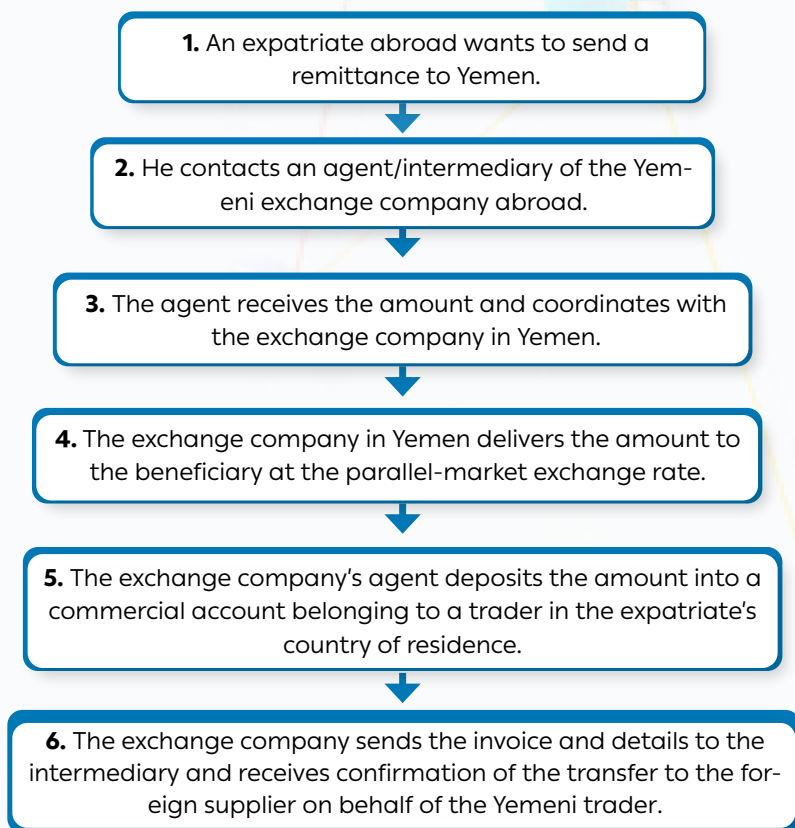 1. An expatriate abroad wants to send a
remittance to Yemen.
2. He contacts an agent/intermediary of the Yem-
eni exchange company abroad.
3. The agent receives the amount and coordinates with
the exchange company in Yemen.
4. The exchange company in Yemen delivers the amount to
the beneficiary at the parallel-market exchange rate.
5. The exchange company’s agent deposits the amount into a
commercial account belonging to a trader in the expatriate’s
country of residence.
6. The exchange company sends the invoice and details to the
intermediary and receives confirmation of the transfer to the for-
eign supplier on behalf of the Yemeni trader.